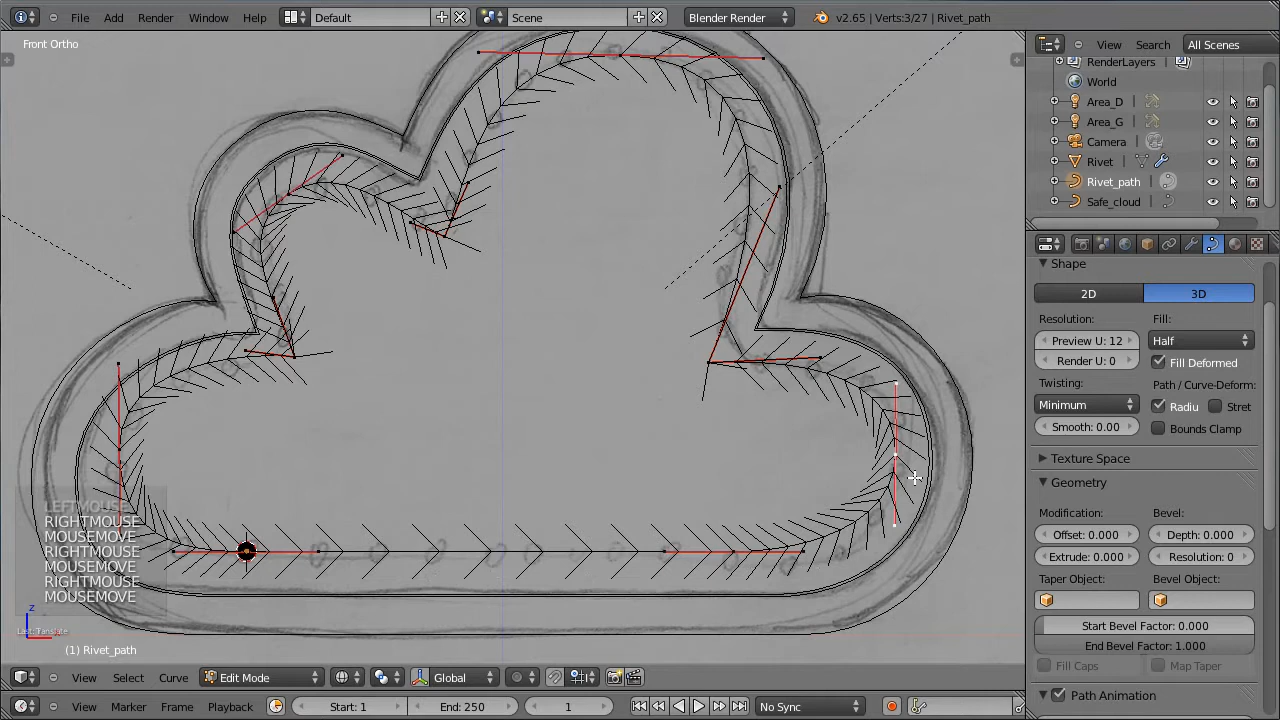 File Add Render Window Help Default Scene Blender Render v2.65 | Verts:3/27 | Rivet_path
Front Ortho
View Search All Scenes
RenderLayers
World
Area_D
Area_G
Camera
Rivet
Rivet_path
Safe_cloud
Shape
2D 3D
Resolution: Fill:
Preview U: 12 Half
Render U: 0 Fill Deformed
Twisting: Path / Curve-Deform:
Minimum Radiu Stret
Smooth: 0.00 Bounds Clamp
Texture Space
Geometry
Modification: Bevel:
Offset: 0.000 Depth: 0.000
Extrude: 0.000 Resolution: 0
Taper Object: Bevel Object:
Start Bevel Factor: 0.000
End Bevel Factor: 1.000
Fill Caps Map Taper
Path Animation
LEFTMOUSE
RIGHTMOUSE
MOUSEMOVE
RIGHTMOUSE
MOUSEMOVE
RIGHTMOUSE
MOUSEMOVE
z
Last: Translate
(1) Rivet_path
View Select Curve Edit Mode Global
View Marker Frame Playback Start: 1 End: 250 1 No Sync